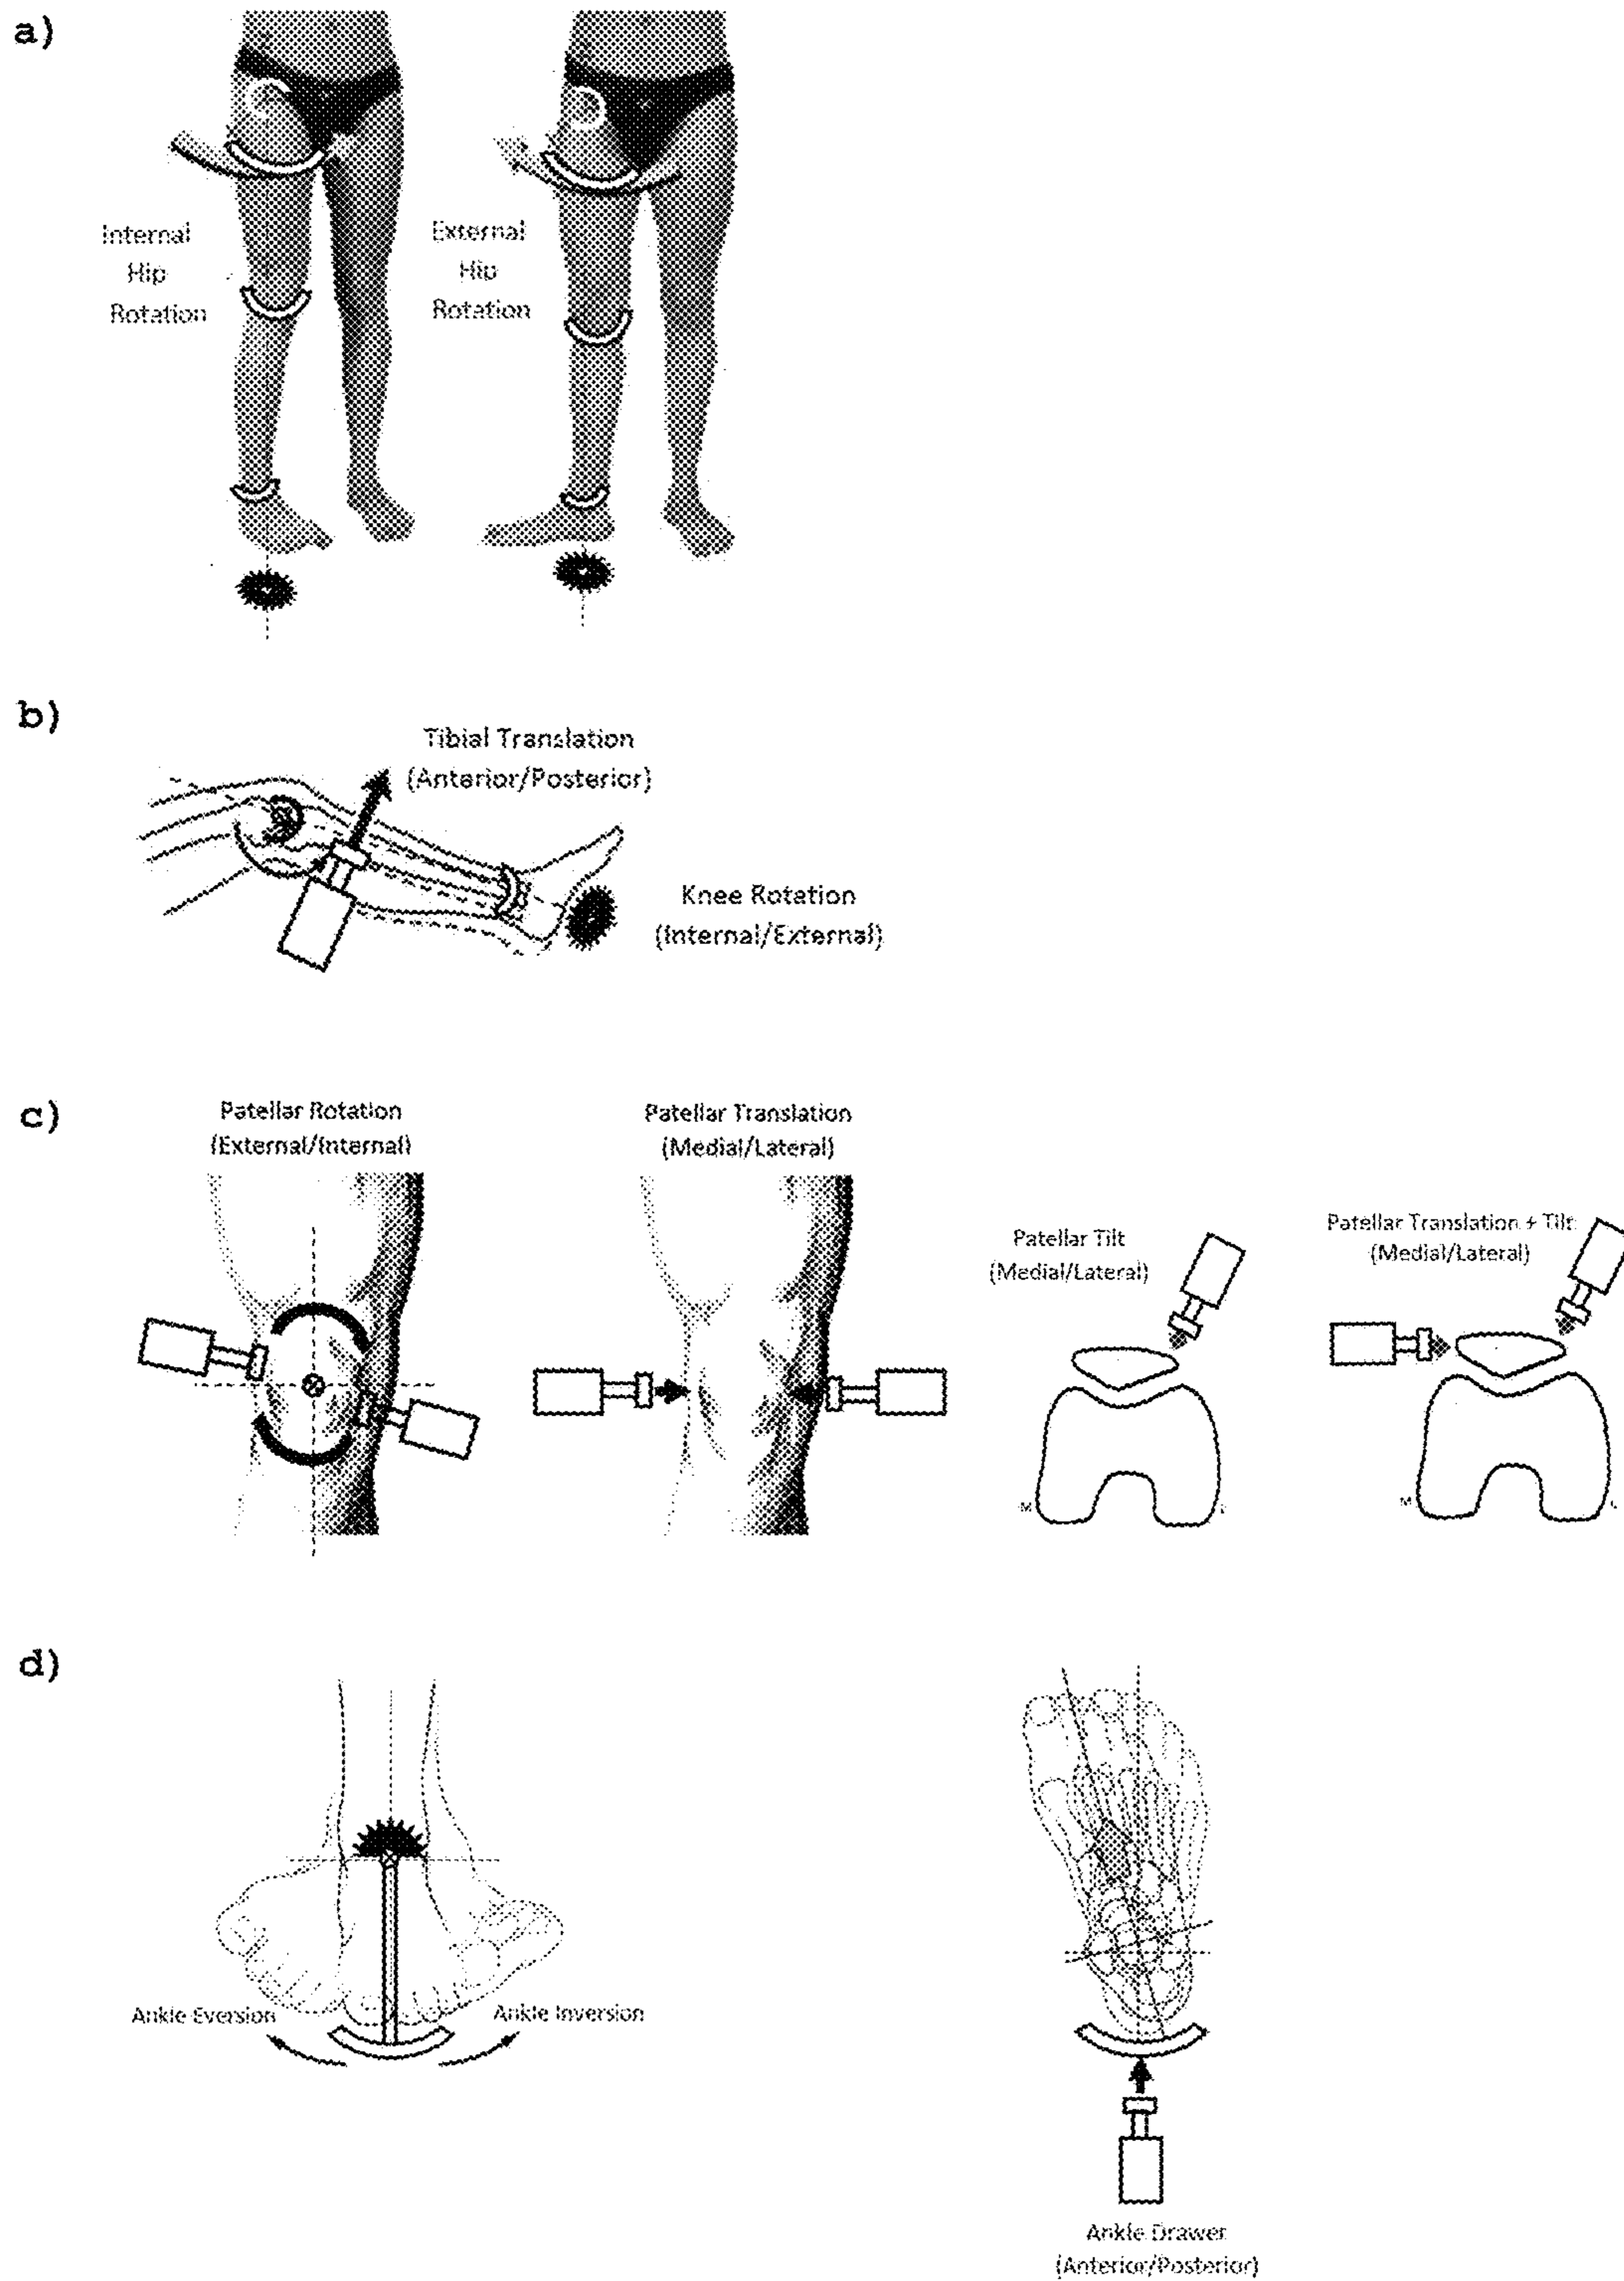 a)
Internal
Hip
Rotation
External
Hip
Rotation
b)
Tibial Translation
(Anterior/Posterior)
Knee Rotation
(Internal/External)
c)
Patellar Rotation
(External/Internal)
Patellar Translation
(Medial/Lateral)
Patellar Tilt
(Medial/Lateral)
Patellar Translation + Tilt
(Medial/Lateral)
M
M
L
d)
Ankle Eversion
Ankle Inversion
Ankle Drawer
(Anterior/Posterior)